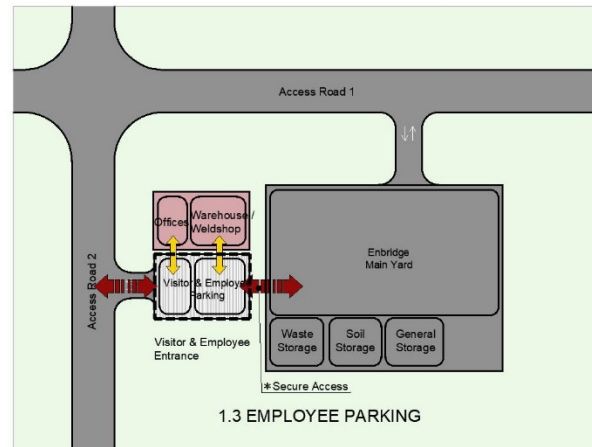 Access Road 1
Offices
Warehouse /
Weldshop
Enbridge
Main Yard
Access Road 2
Visitor & Employee
Parking
Visitor & Employee
Entrance
Waste
Storage
Soil
Storage
General
Storage
*Secure Access
1.3 EMPLOYEE PARKING